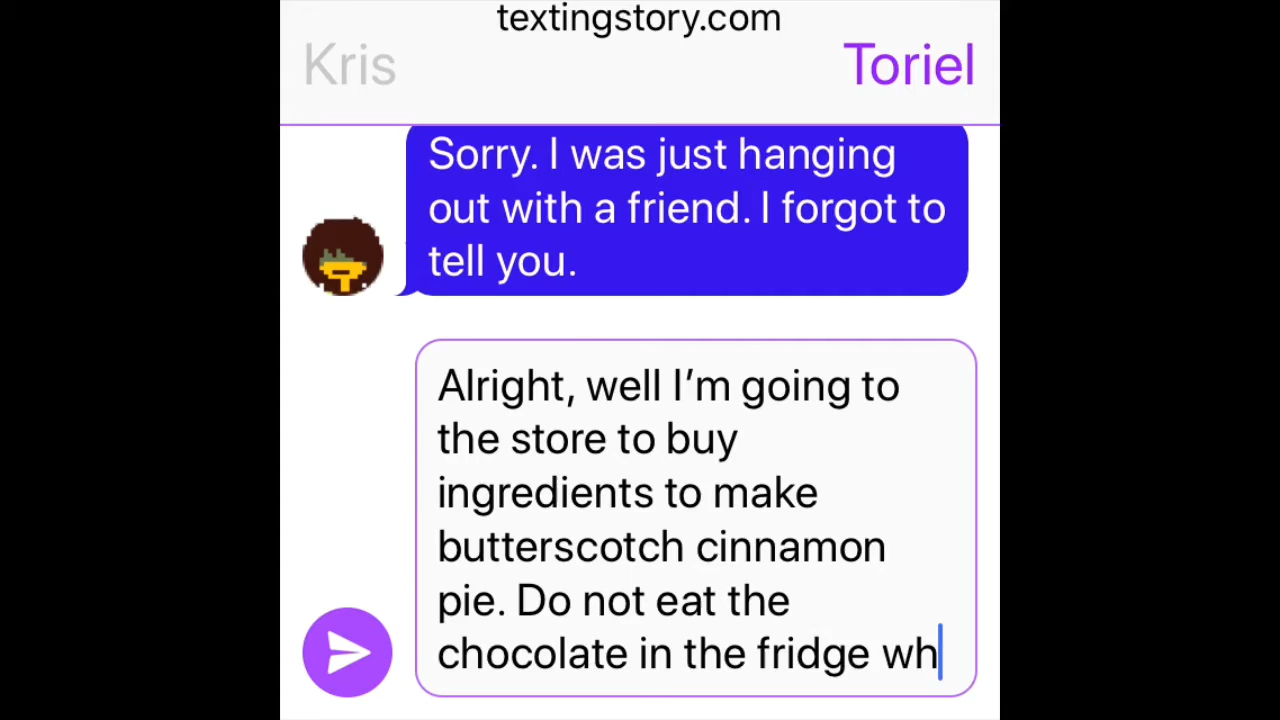 textingstory.com
Kris
Toriel
Sorry. I was just hanging
out with a friend. I forgot to
tell you.
Alright, well I’m going to
the store to buy
ingredients to make
butterscotch cinnamon
pie. Do not eat the
chocolate in the fridge wh